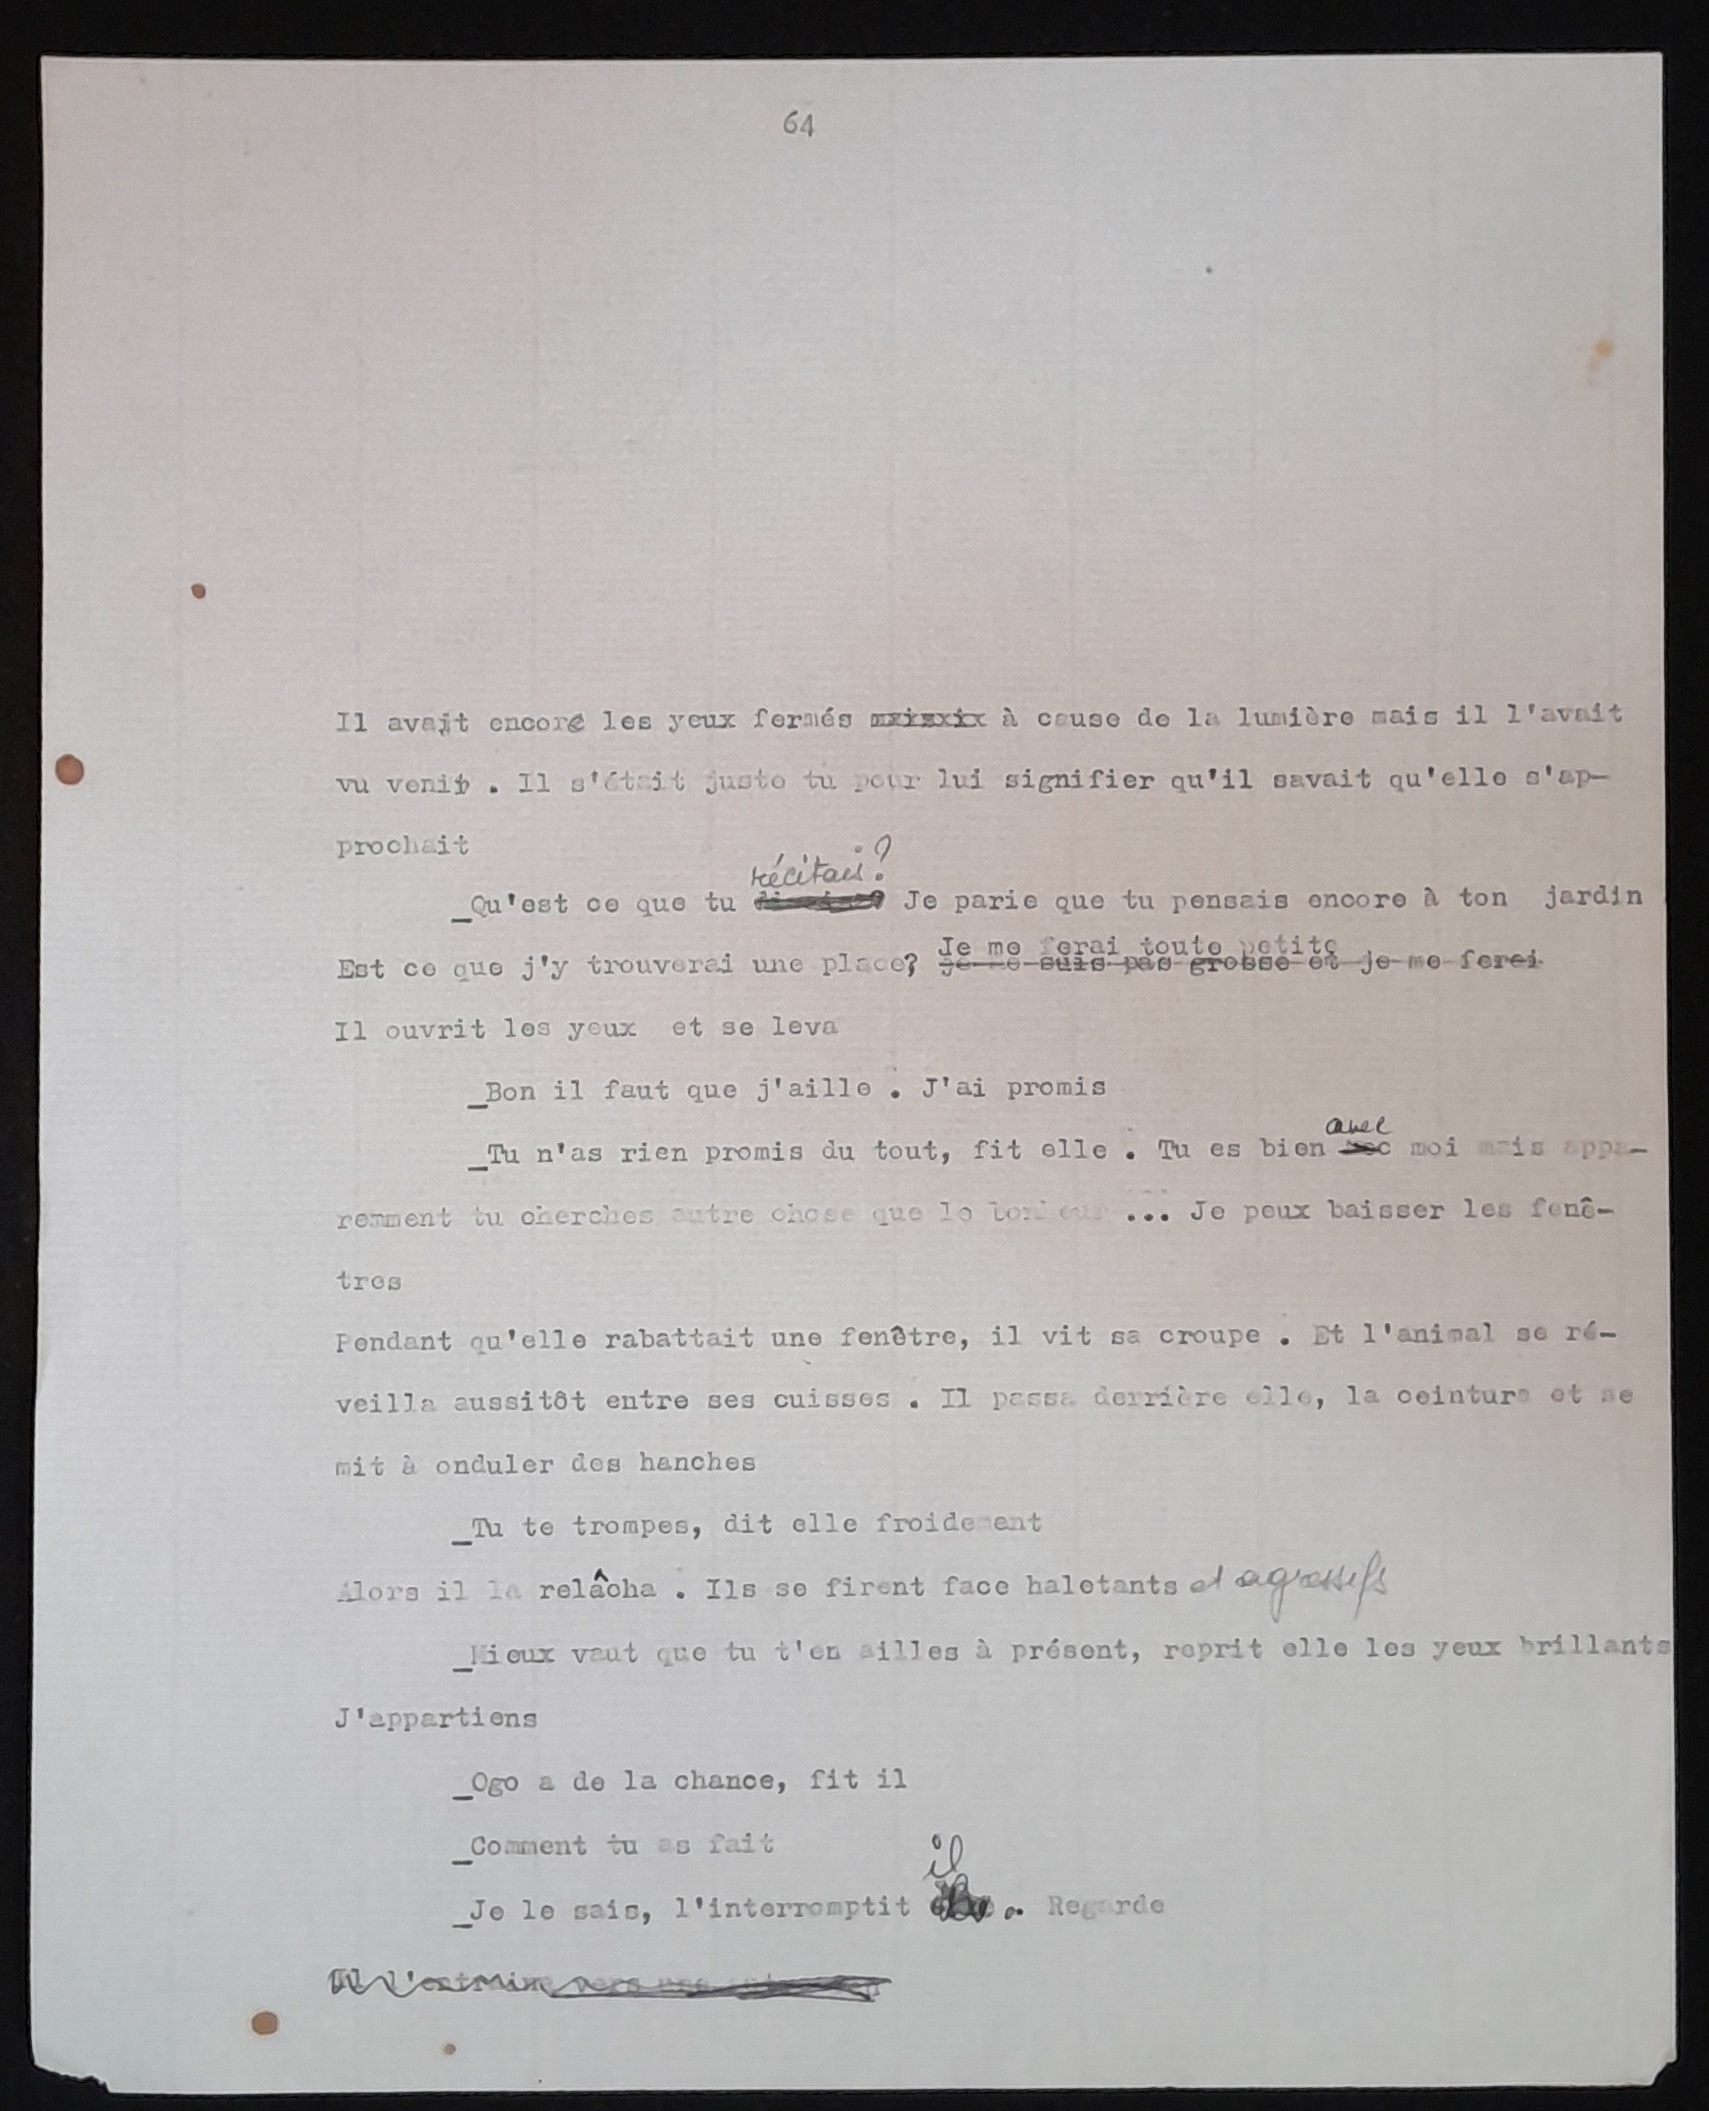 64
Il avait encore les yeux fermés à cause de la lumière mais il l'avait
vu venir . Il s'était juste tu pour lui signifier qu'il savait qu'elle s'ap-
prochait
récitais ?
_Qu'est ce que tu Je parie que tu pensais encore à ton jardin
Je me ferai toute petite
Est ce que j'y trouverai une place? je ne suis pas grosse et je me ferai
Il ouvrit les yeux et se leva
_Bon il faut que j'aille . J'ai promis
avec
_Tu n'as rien promis du tout, fit elle . Tu es bien moi mais appa-
remment tu cherches autre chose que le bonheur ... Je peux baisser les fenê-
tres
Pendant qu'elle rabattait une fenêtre, il vit sa croupe . Et l'animal se ré-
veilla aussitôt entre ses cuisses . Il passa derrière elle, la ceintura et se
mit à onduler des hanches
_Tu te trompes, dit elle froidement
Alors il la relâcha . Ils se firent face haletants et agressifs
_Mieux vaut que tu t'en ailles à présent, reprit elle les yeux brillants
J'appartiens
_Ogo a de la chance, fit il
_Comment tu as fait
il
_Je le sais, l'interromptit . Regarde
Il l'entraina vers une